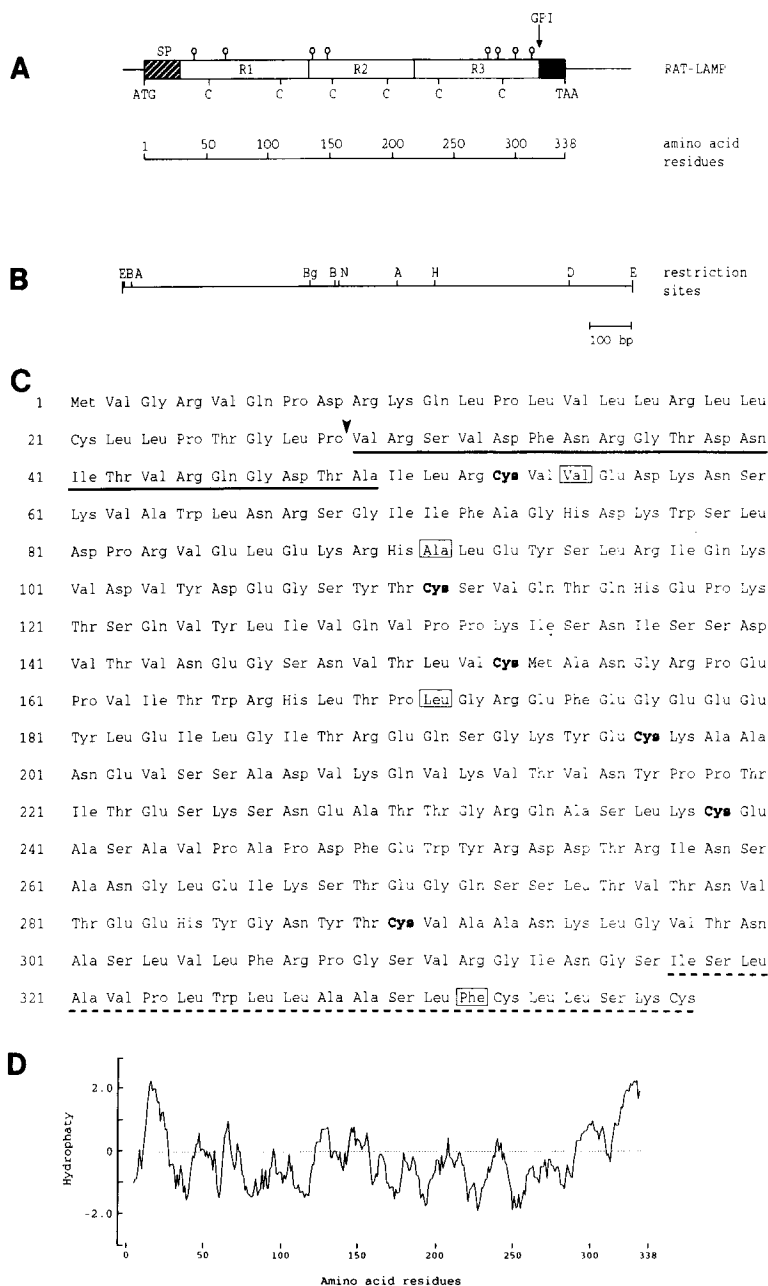 GPI
SP
A R1 R2 R3 RAT-LAMP
ATG C C C C C C TAA
1 50 100 150 200 250 300 338 amino acid
residues
B EBA Bg B N A H D E restriction
sites
100 bp
C
1 Met Val Gly Arg Val Gln Pro Asp Arg Lys Gln Leu Pro Leu Val Leu Leu Arg Leu Leu
21 Cys Leu Leu Pro Thr Gly Leu Pro Val Arg Ser Val Asp Phe Asn Arg Gly Thr Asp Asn
41 Ile Thr Val Arg Gln Gly Asp Thr Ala Ile Leu Arg Cys Val Val Glu Asp Lys Asn Ser
61 Lys Val Ala Trp Leu Asn Arg Ser Gly Ile Ile Phe Ala Gly His Asp Lys Trp Ser Leu
81 Asp Pro Arg Val Glu Leu Glu Lys Arg His Ala Leu Glu Tyr Ser Leu Arg Ile Gln Lys
101 Val Asp Val Tyr Asp Glu Gly Ser Tyr Thr Cys Ser Val Gln Thr Gln His Glu Pro Lys
121 Thr Ser Gln Val Tyr Leu Ile Val Gln Val Pro Pro Lys Ile Ser Asn Ile Ser Ser Asp
141 Val Thr Val Asn Glu Gly Ser Asn Val Thr Leu Val Cys Met Ala Asn Gly Arg Pro Glu
161 Pro Val Ile Thr Trp Arg His Leu Thr Pro Leu Gly Arg Glu Phe Glu Gly Glu Glu Glu
181 Tyr Leu Glu Ile Leu Gly Ile Thr Arg Glu Gln Ser Gly Lys Tyr Glu Cys Lys Ala Ala
201 Asn Glu Val Ser Ser Ala Asp Val Lys Gln Val Lys Val Thr Val Asn Tyr Pro Pro Thr
221 Ile Thr Glu Ser Lys Ser Asn Glu Ala Thr Thr Gly Arg Gln Ala Ser Leu Lys Cys Glu
241 Ala Ser Ala Val Pro Ala Pro Asp Phe Glu Trp Tyr Arg Asp Asp Thr Arg Ile Asn Ser
261 Ala Asn Gly Leu Glu Ile Lys Ser Thr Glu Gly Gln Ser Ser Leu Thr Val Thr Asn Val
281 Thr Glu Glu His Tyr Gly Asn Tyr Thr Cys Val Ala Ala Asn Lys Leu Gly Val Thr Asn
301 Ala Ser Leu Val Leu Phe Arg Pro Gly Ser Val Arg Gly Ile Asn Gly Ser Ile Ser Leu
321 Ala Val Pro Leu Trp Leu Leu Ala Ala Ser Leu Phe Cys Leu Leu Ser Lys Cys
D
2.0
0
-2.0
Hydrophaty
0 50 100 150 200 250 300 338
Amino acid residues